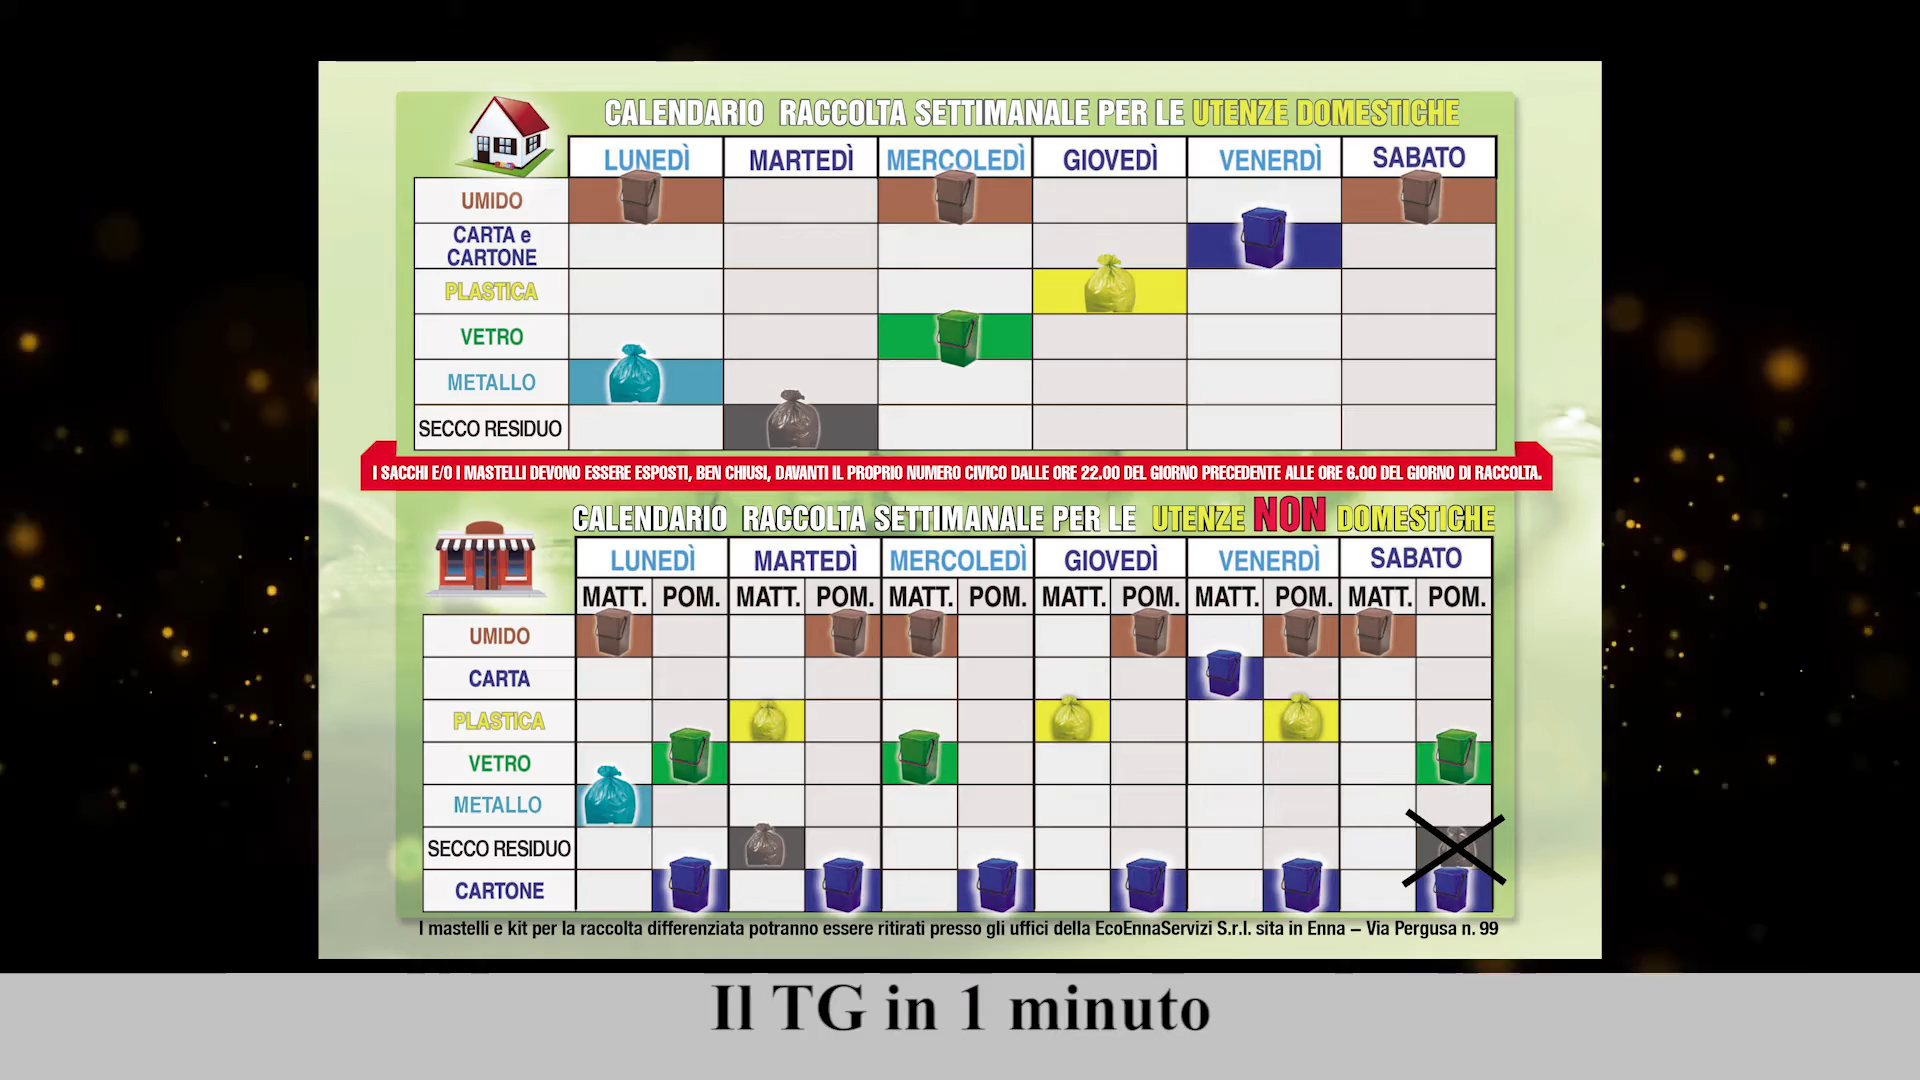 CALENDARIO RACCOLTA SETTIMANALE PER LE UTENZE DOMESTICHE
LUNEDÌ MARTEDÌ MERCOLEDÌ GIOVEDÌ VENERDÌ SABATO
UMIDO
CARTA e
CARTONE
PLASTICA
VETRO
METALLO
SECCO RESIDUO
I SACCHI E/O I MASTELLI DEVONO ESSERE ESPOSTI, BEN CHIUSI, DAVANTI IL PROPRIO NUMERO CIVICO DALLE ORE 22.00 DEL GIORNO PRECEDENTE ALLE ORE 6.00 DEL GIORNO DI RACCOLTA.
CALENDARIO RACCOLTA SETTIMANALE PER LE UTENZE NON DOMESTICHE
LUNEDÌ MARTEDÌ MERCOLEDÌ GIOVEDÌ VENERDÌ SABATO
MATT. POM. MATT. POM. MATT. POM. MATT. POM. MATT. POM. MATT. POM.
UMIDO
CARTA
PLASTICA
VETRO
METALLO
SECCO RESIDUO
CARTONE
I mastelli e kit per la raccolta differenziata potranno essere ritirati presso gli uffici della EcoEnnaServizi S.r.l. sita in Enna – Via Pergusa n. 99
Il TG in 1 minuto